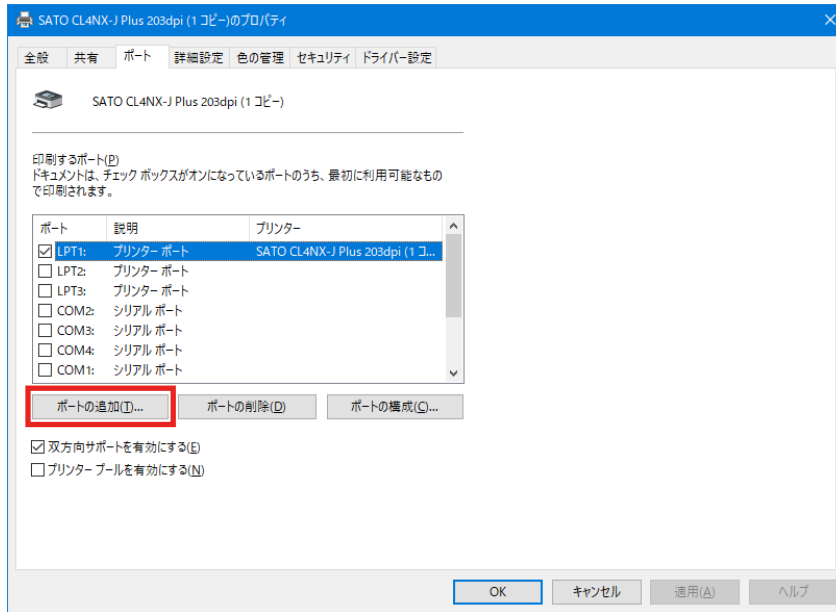 SATO CL4NX-J Plus 203dpi (1 コピー)のプロパティ
全般 共有 ポート 詳細設定 色の管理 セキュリティ ドライバー設定
SATO CL4NX-J Plus 203dpi (1 コピー)
印刷するポート(P)
ドキュメントは、チェック ボックスがオンになっているポートのうち、最初に利用可能なもの
で印刷されます。
ポート 説明 プリンター
LPT1: プリンター ポート SATO CL4NX-J Plus 203dpi (1 コ...
LPT2: プリンター ポート
LPT3: プリンター ポート
COM2: シリアル ポート
COM3: シリアル ポート
COM4: シリアル ポート
COM1: シリアル ポート
ポートの追加(T)... ポートの削除(D) ポートの構成(C)...
双方向サポートを有効にする(E)
プリンター プールを有効にする(N)
OK キャンセル 適用(A) ヘルプ